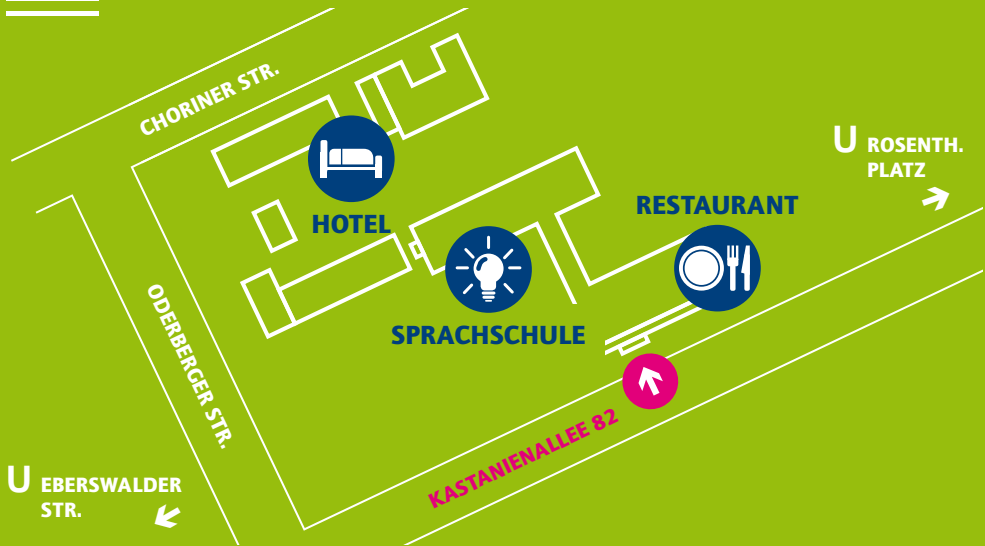 CHORINER STR.
U ROSENTH.
PLATZ
RESTAURANT
HOTEL
SPRACHSCHULE
ODERBERGER STR.
KASTANIENALLEE 82
U EBERSWALDER
STR.